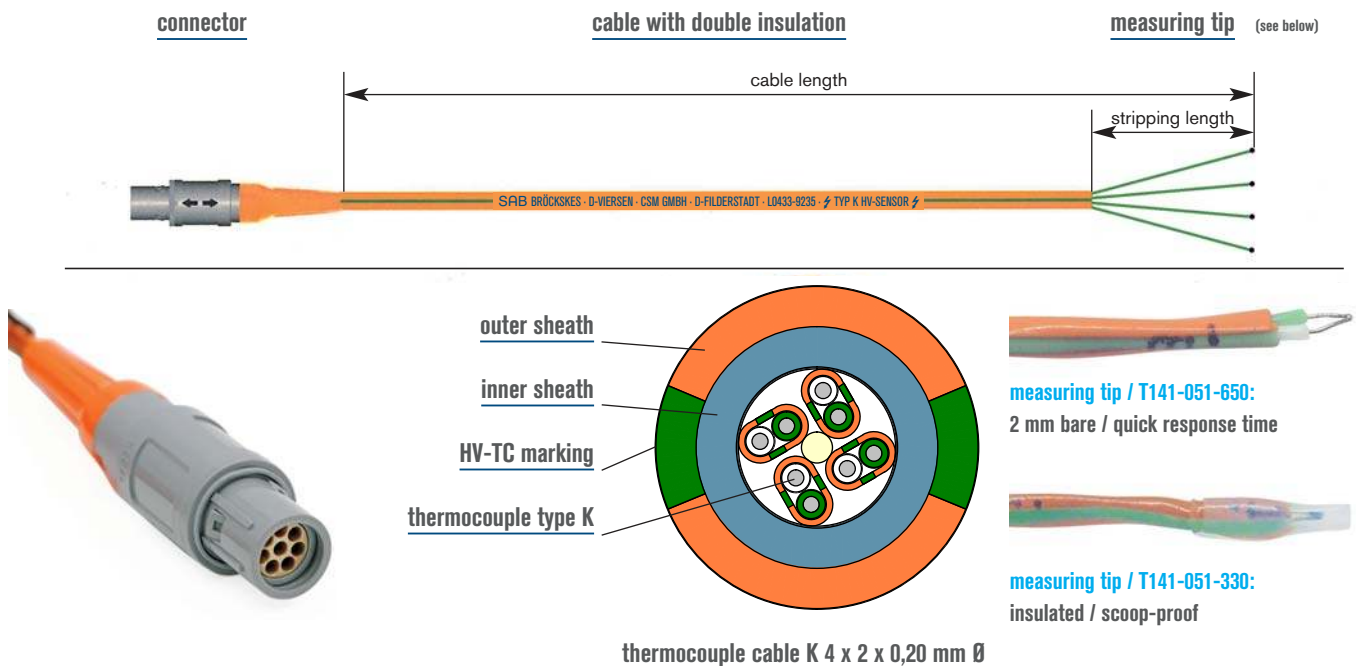 connector
cable with double insulation
measuring tip (see below)
cable length
stripping length
SAB BRÖCKSKES · D-VIERSEN · CSM GMBH · D-FILDERSTADT · L0433-9235 · TYP K HV-SENSOR
outer sheath
inner sheath
HV-TC marking
thermocouple type K
measuring tip / T141-051-650:
2 mm bare / quick response time
measuring tip / T141-051-330:
insulated / scoop-proof
thermocouple cable K 4 x 2 x 0,20 mm Ø